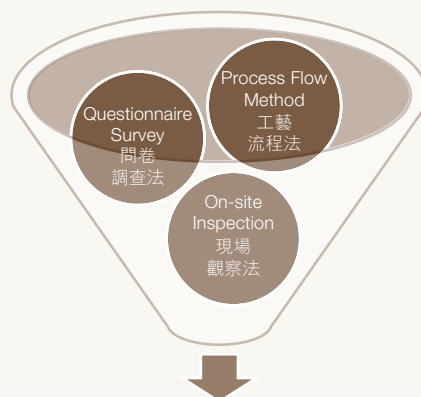 Process Flow
Method
工藝
流程法
Questionnaire
Survey
問卷
調查法
On-site
Inspection
現場
觀察法